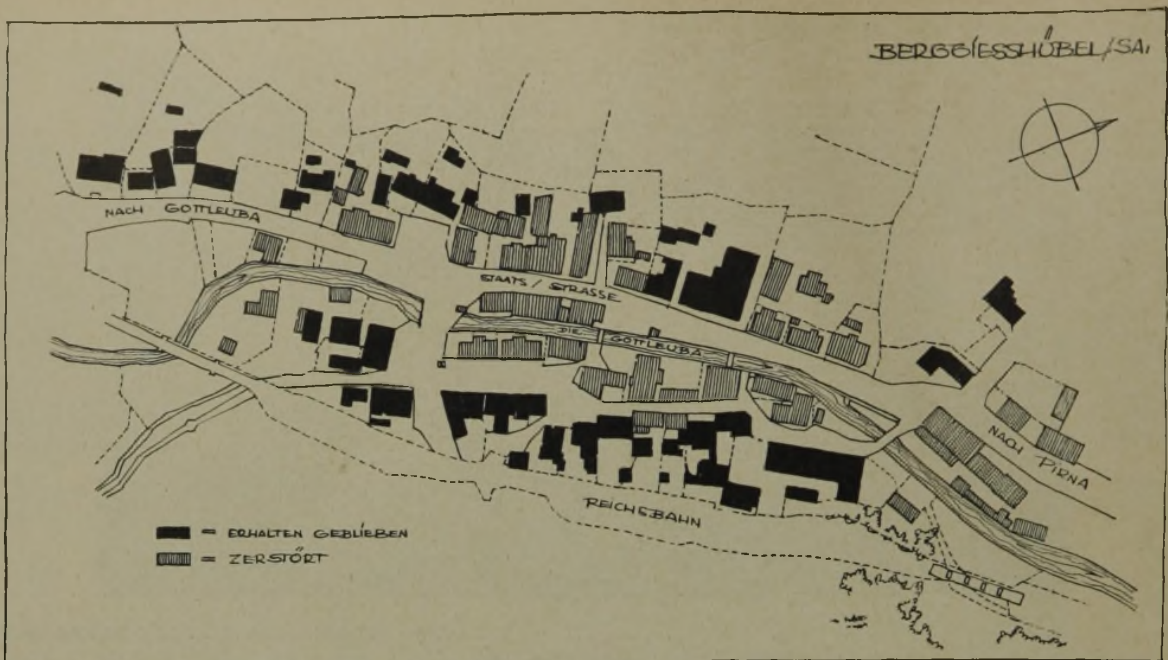 BERGGIESSHÜBEL/SA.
NACH GOTTLEUBA
STAATS/STRASSE
DIE GOTTLEUBA
NACH PIRNA
REICHSBAHN
= ERHALTEN GEBLIEBEN
= ZERSTÖRT